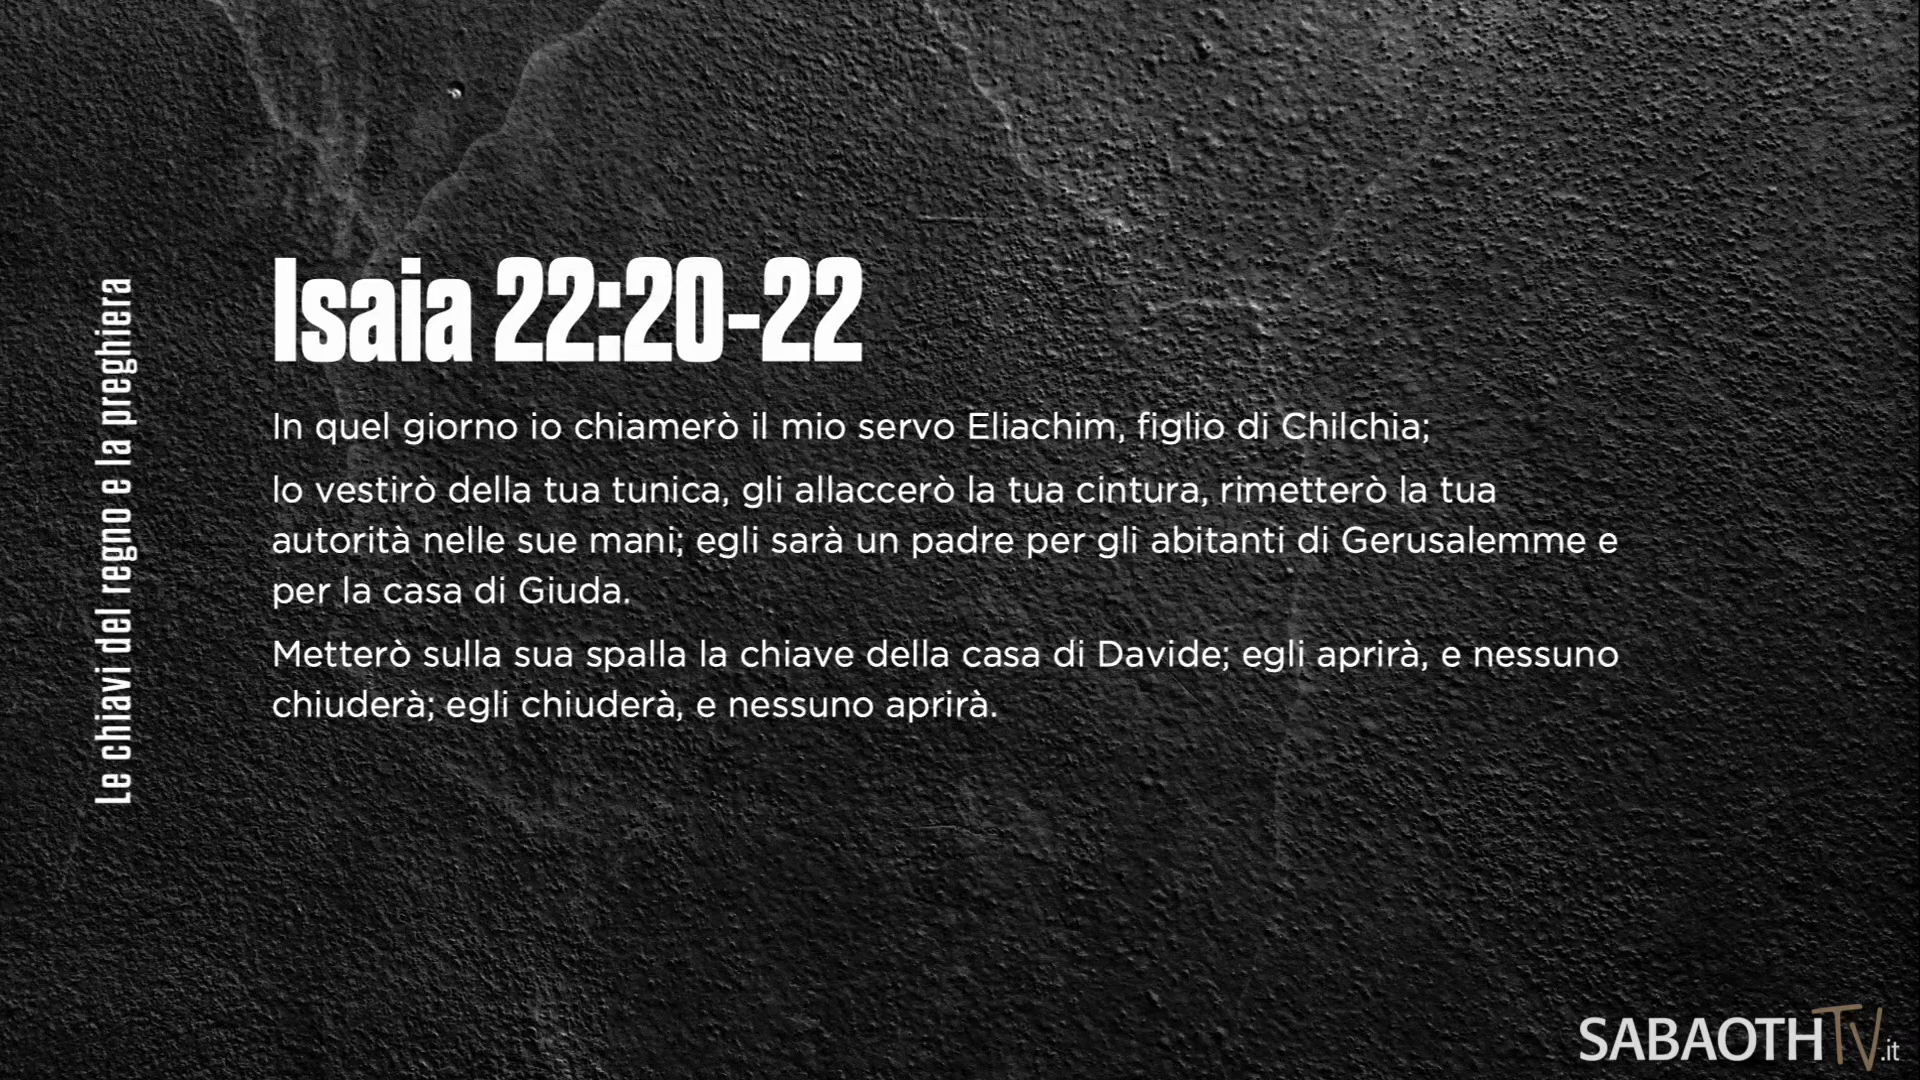 Le chiavi del regno e la preghiera
Isaia 22:20-22
In quel giorno io chiamerò il mio servo Eliachim, figlio di Chilchia;
lo vestirò della tua tunica, gli allaccerò la tua cintura, rimetterò la tua
autorità nelle sue mani; egli sarà un padre per gli abitanti di Gerusalemme e
per la casa di Giuda.
Metterò sulla sua spalla la chiave della casa di Davide; egli aprirà, e nessuno
chiuderà; egli chiuderà, e nessuno aprirà.
SABAOTHTV.it